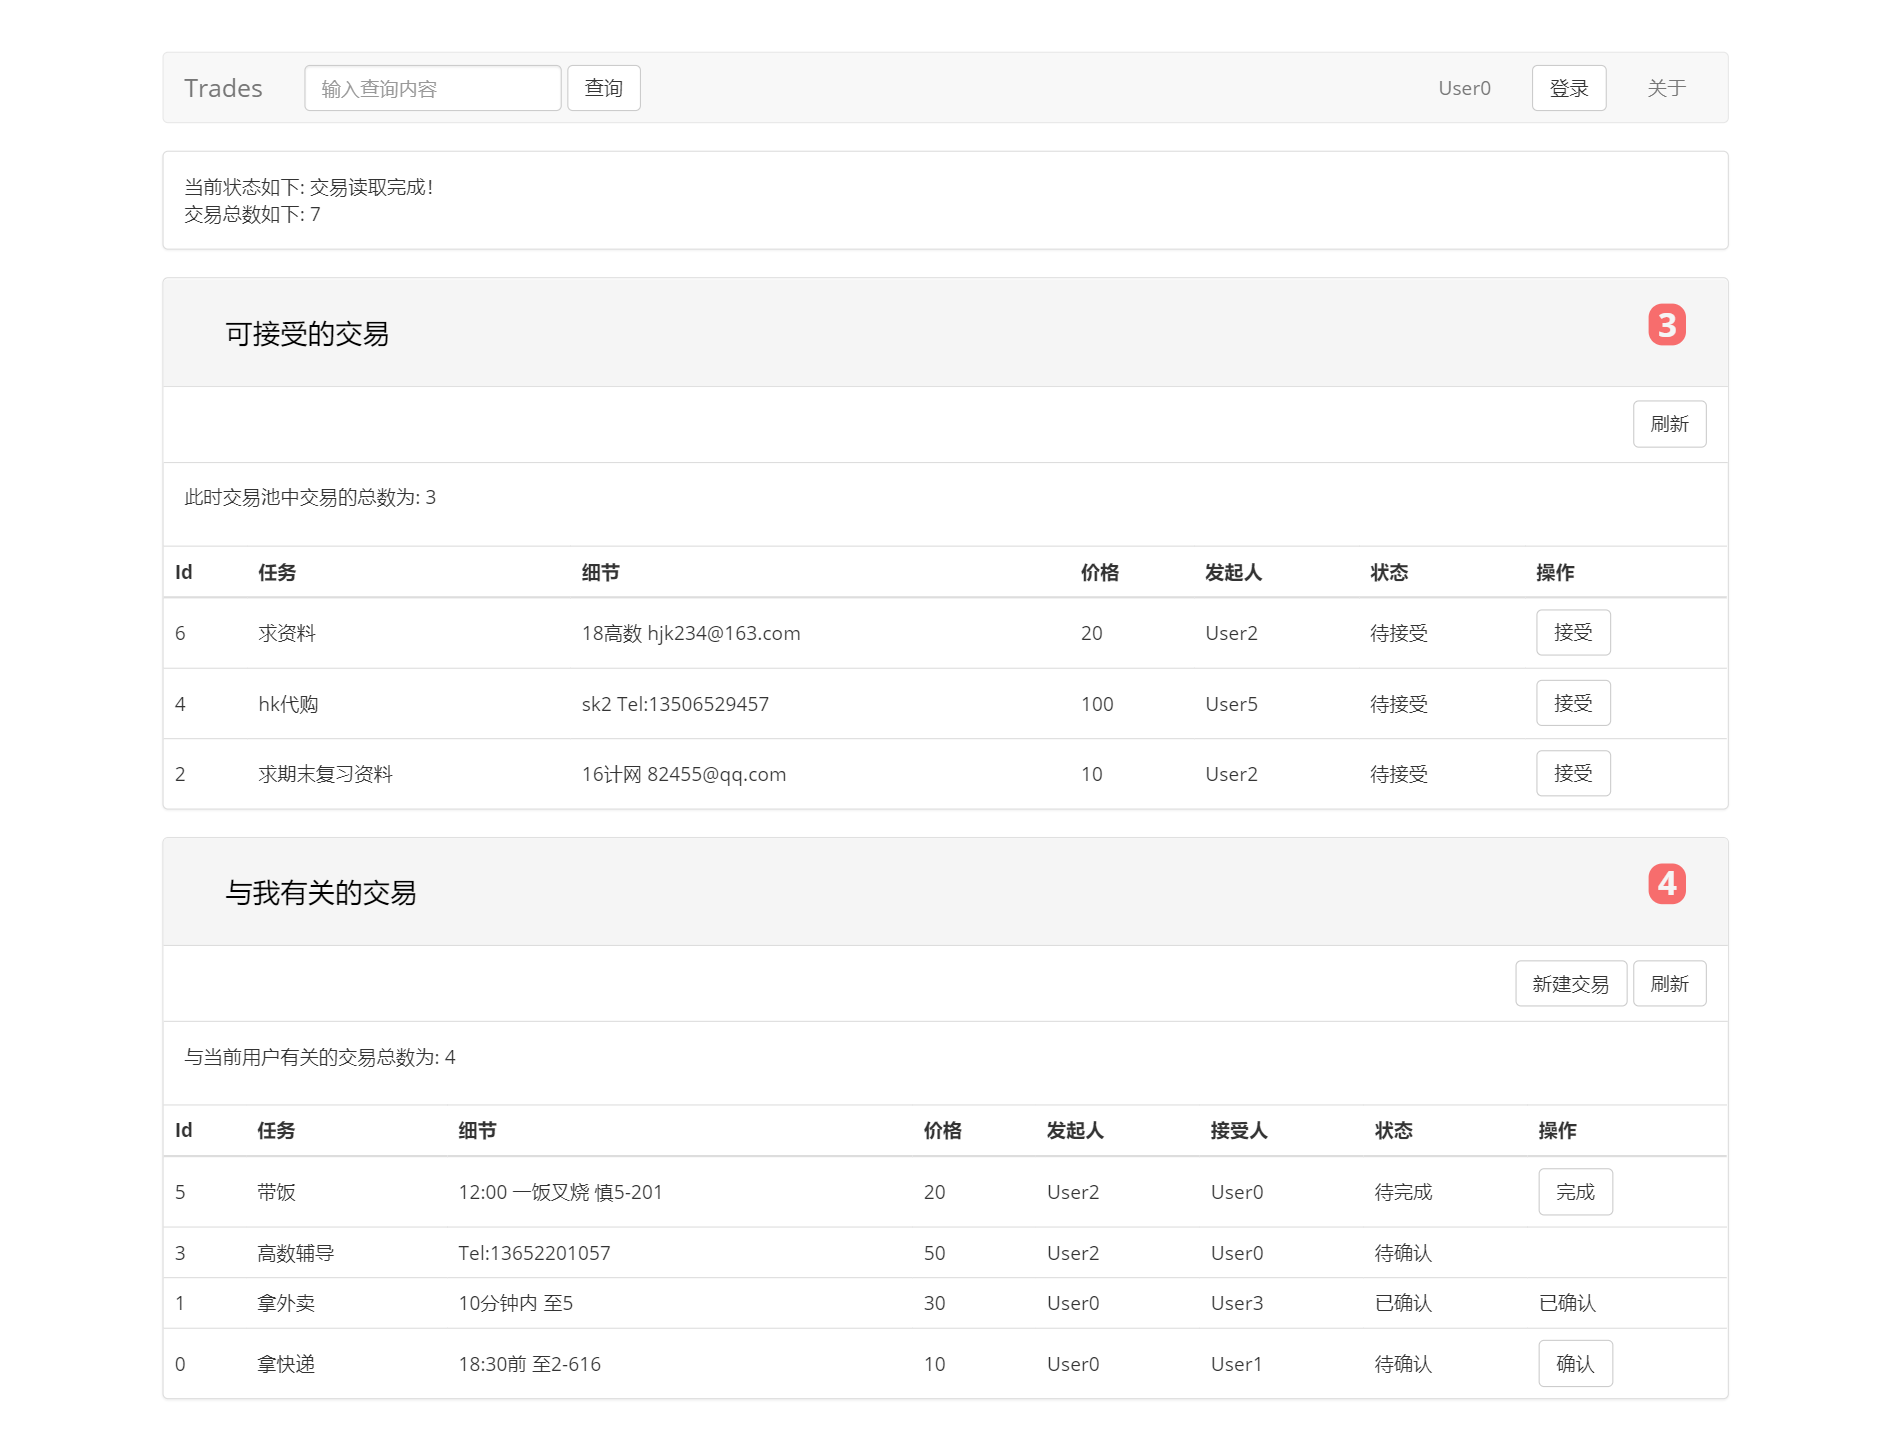 Trades 输入查询内容 查询 User0 登录 关于
当前状态如下: 交易读取完成!
交易总数如下: 7
可接受的交易 3
刷新
此时交易池中交易的总数为: 3
Id 任务 细节 价格 发起人 状态 操作
6 求资料 18高数 hjk234@163.com 20 User2 待接受 接受
4 hk代购 sk2 Tel:13506529457 100 User5 待接受 接受
2 求期末复习资料 16计网 82455@qq.com 10 User2 待接受 接受
与我有关的交易 4
新建交易 刷新
与当前用户有关的交易总数为: 4
Id 任务 细节 价格 发起人 接受人 状态 操作
5 带饭 12:00 一饭叉烧 慎5-201 20 User2 User0 待完成 完成
3 高数辅导 Tel:13652201057 50 User2 User0 待确认
1 拿外卖 10分钟内 至5 30 User0 User3 已确认 已确认
0 拿快递 18:30前 至2-616 10 User0 User1 待确认 确认